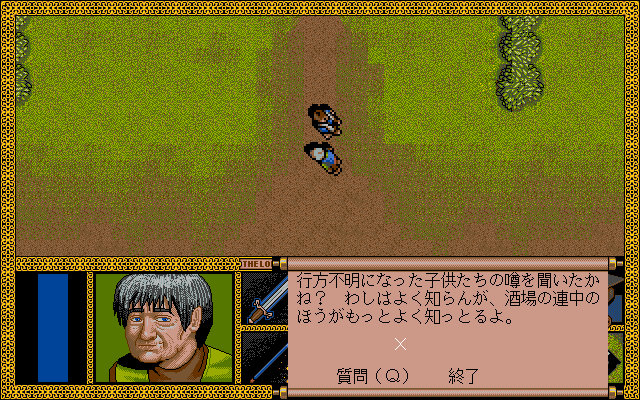 THELO
行方不明になった子供たちの噂を聞いたか
ね？　わしはよく知らんが、酒場の連中の
ほうがもっとよく知っとるよ。
質問（Q）　終了